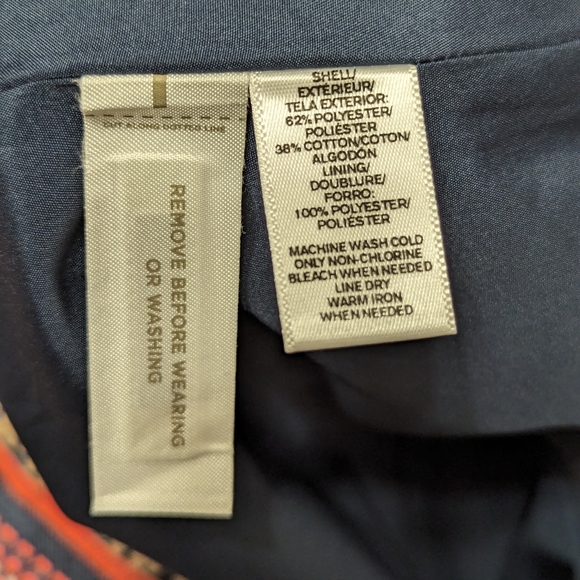 CUT ALONG DOTTED LINE
REMOVE BEFORE WEARING
OR WASHING
SHELL/
EXTÉRIEUR/
TELA EXTERIOR:
62% POLYESTER/
POLIÉSTER
38% COTTON/COTON/
ALGODÓN
LINING/
DOUBLURE/
FORRO:
100% POLYESTER/
POLIÉSTER
MACHINE WASH COLD
ONLY NON-CHLORINE
BLEACH WHEN NEEDED
LINE DRY
WARM IRON
WHEN NEEDED